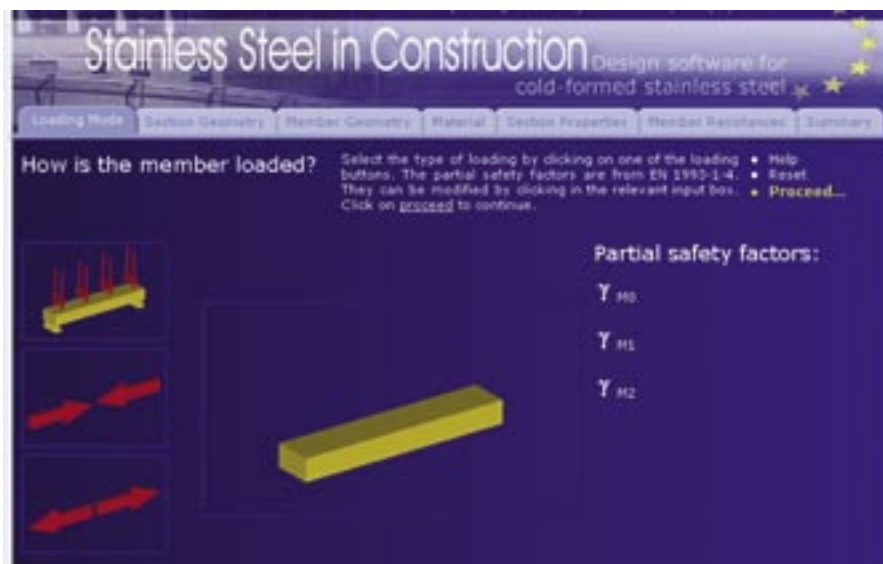 Stainless Steel in Construction
Design software for
cold-formed stainless steel
Loading Mode Section Geometry Member Geometry Material Section Properties Member Resistances Summary
How is the member loaded?
Select the type of loading by clicking on one of the loading
buttons. The partial safety factors are from EN 1993-1-4.
They can be modified by clicking in the relevant input box.
Click on proceed to continue.
• Help
• Reset
• Proceed...
Partial safety factors:
γ M0
γ M1
γ M2